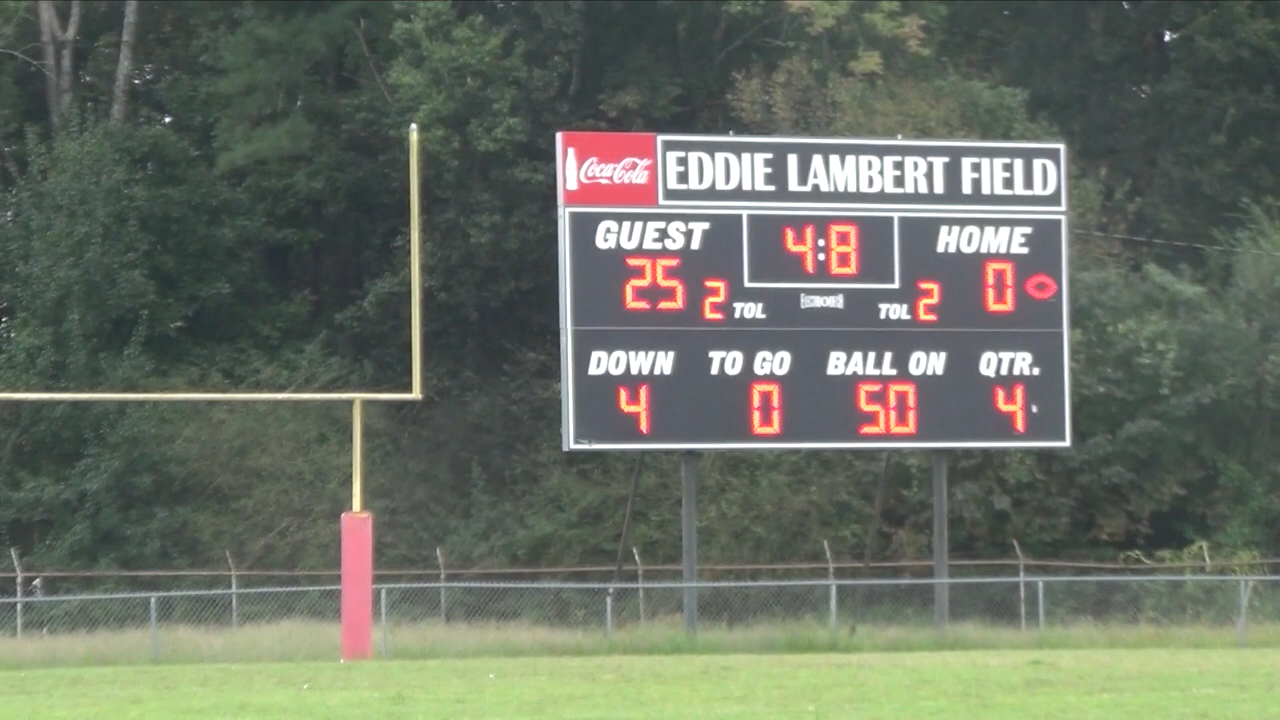 Coca-Cola
EDDIE LAMBERT FIELD
GUEST 4:8 HOME
25 2 TOL TOL 2 0
DOWN TO GO BALL ON QTR.
4 0 50 4